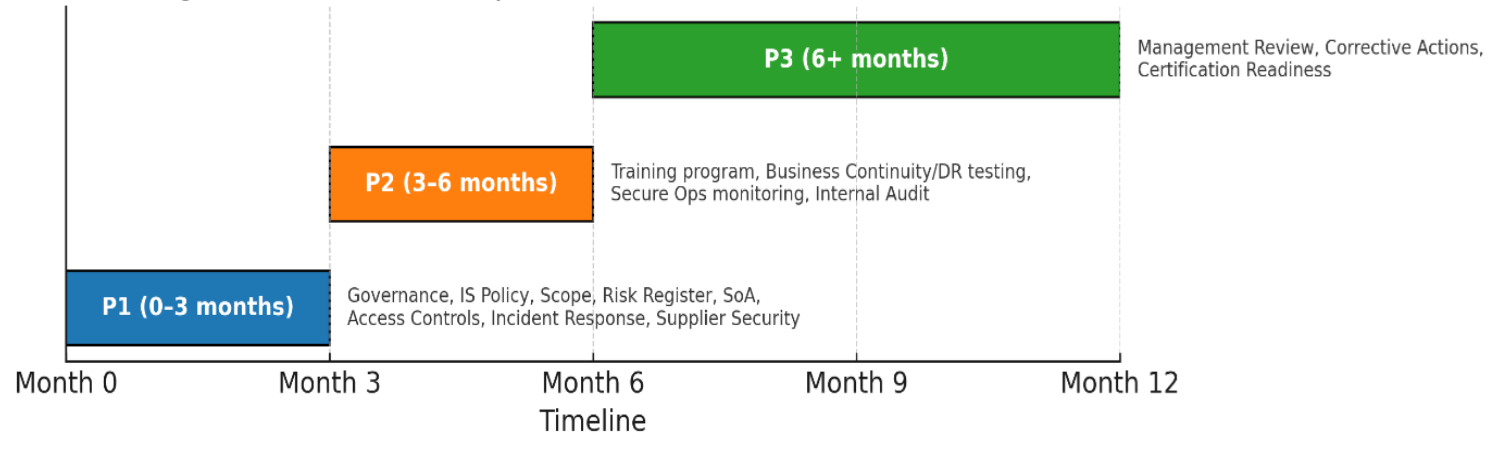 P3 (6+ months)
Management Review, Corrective Actions,
Certification Readiness
P2 (3–6 months)
Training program, Business Continuity/DR testing,
Secure Ops monitoring, Internal Audit
P1 (0–3 months)
Governance, IS Policy, Scope, Risk Register, SoA,
Access Controls, Incident Response, Supplier Security
Month 0
Month 3
Month 6
Month 9
Month 12
Timeline